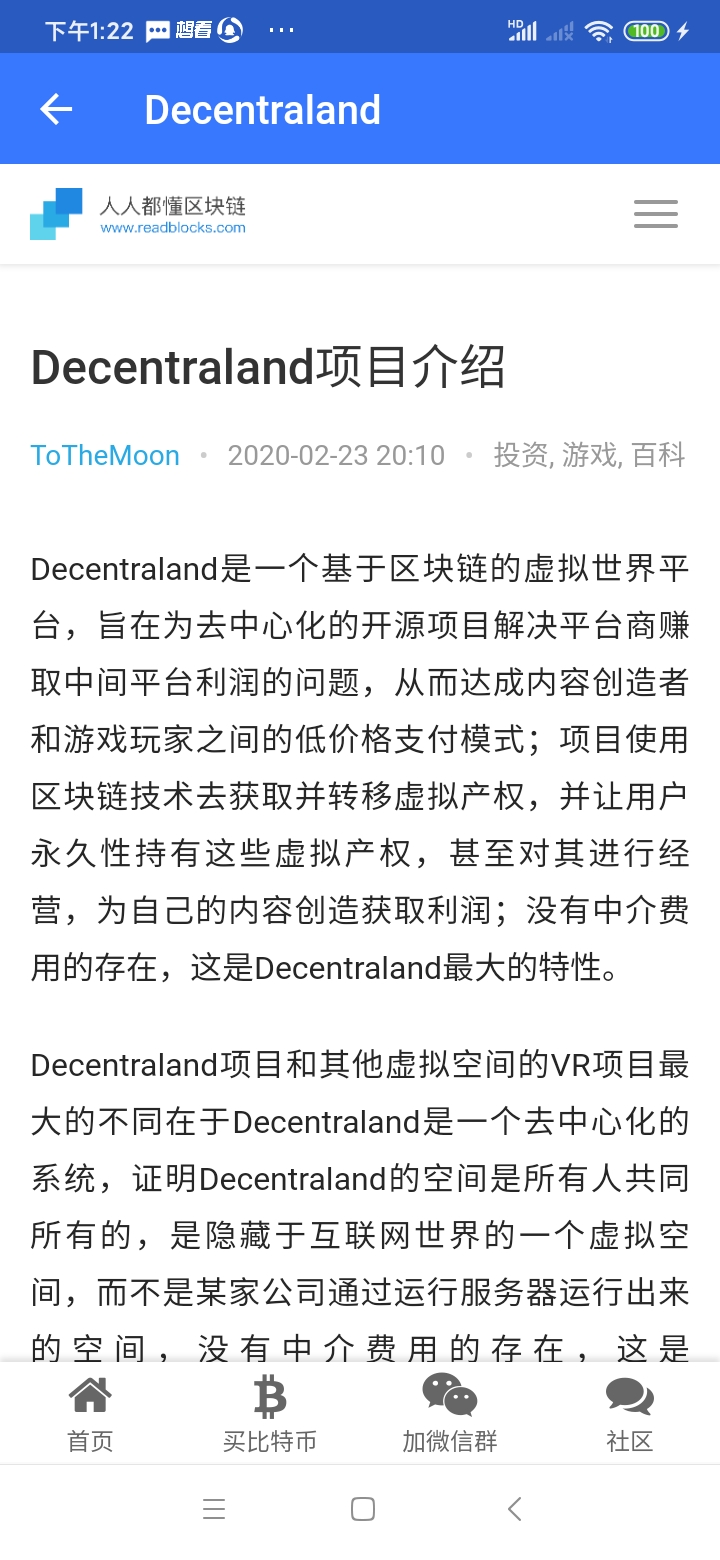 下午1:22 想看 ... HD 100
Decentraland
人人都懂区块链
www.readblocks.com
Decentraland项目介绍
ToTheMoon • 2020-02-23 20:10 • 投资, 游戏, 百科
Decentraland是一个基于区块链的虚拟世界平
台，旨在为去中心化的开源项目解决平台商赚
取中间平台利润的问题，从而达成内容创造者
和游戏玩家之间的低价格支付模式；项目使用
区块链技术去获取并转移虚拟产权，并让用户
永久性持有这些虚拟产权，甚至对其进行经
营，为自己的内容创造获取利润；没有中介费
用的存在，这是Decentraland最大的特性。
Decentraland项目和其他虚拟空间的VR项目最
大的不同在于Decentraland是一个去中心化的
系统，证明Decentraland的空间是所有人共同
所有的，是隐藏于互联网世界的一个虚拟空
间，而不是某家公司通过运行服务器运行出来
的空间，没有中介费用的存在，这是
首页 买比特币 加微信群 社区